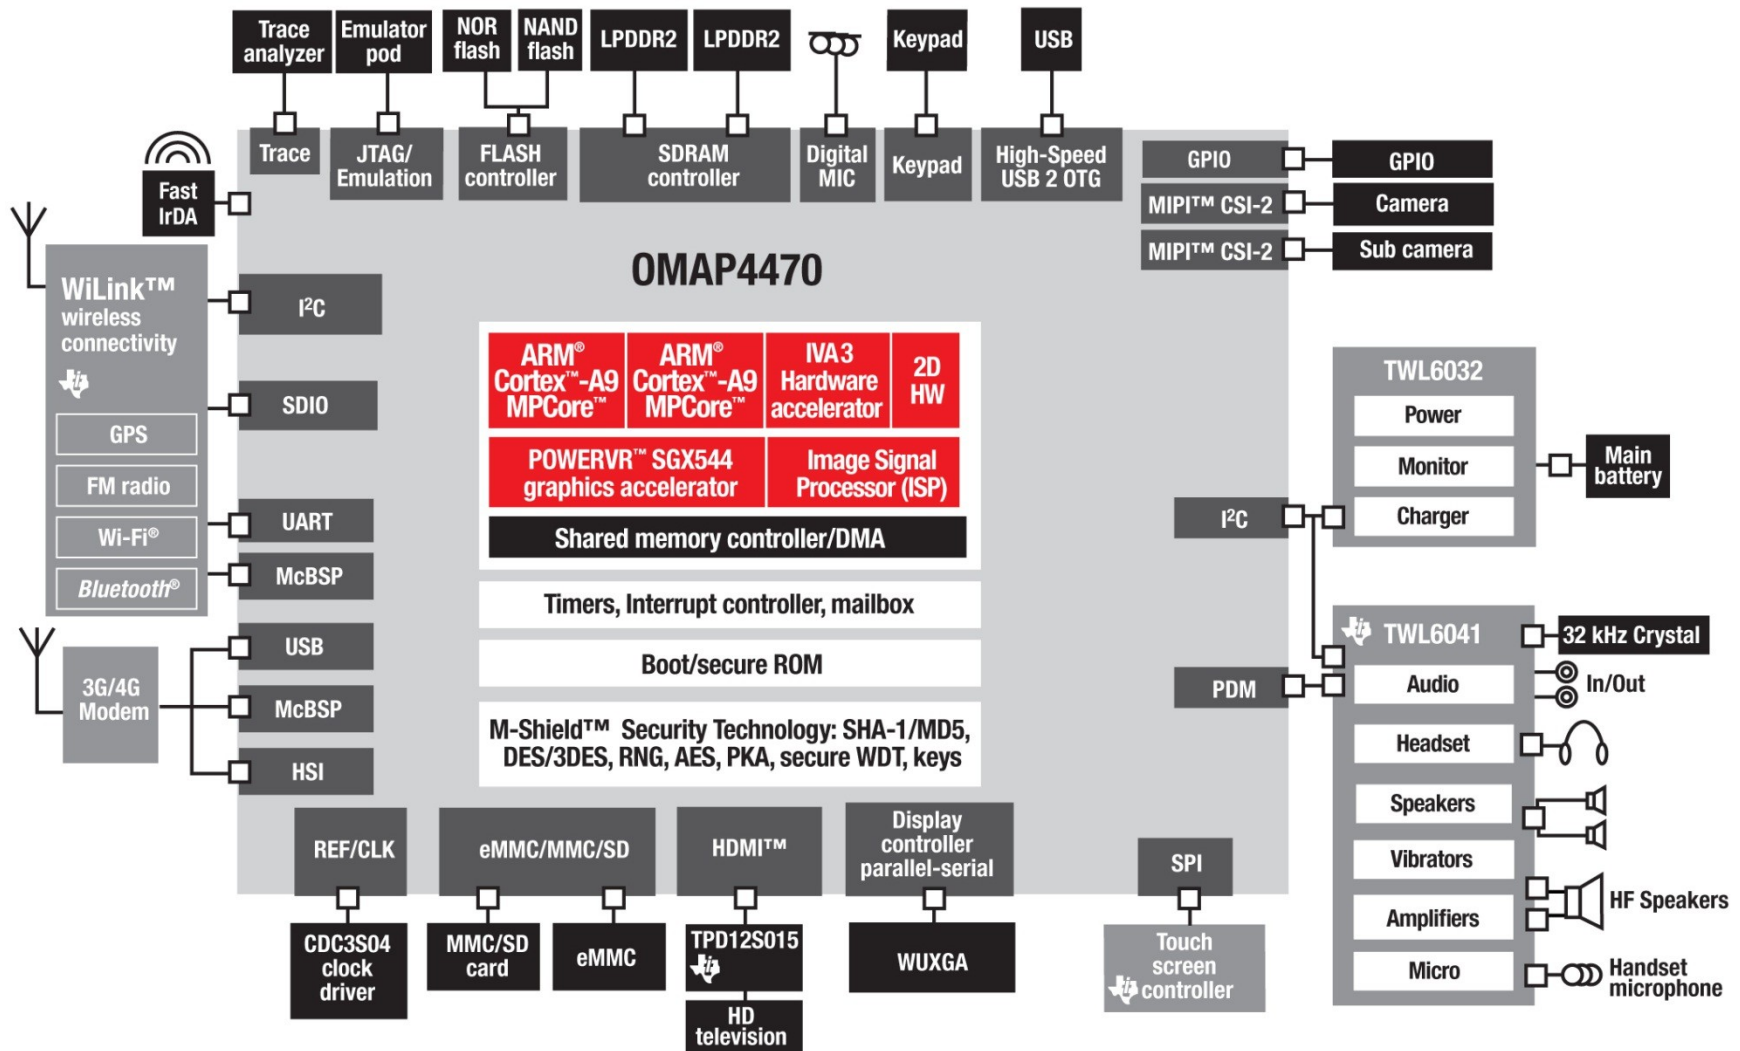 Trace
analyzer
Emulator
pod
NOR
flash
NAND
flash
LPDDR2
LPDDR2
Keypad
USB
Trace
JTAG/
Emulation
FLASH
controller
SDRAM
controller
Digital
MIC
Keypad
High-Speed
USB 2 OTG
GPIO
GPIO
MIPI™ CSI-2
Camera
MIPI™ CSI-2
Sub camera
Fast
IrDA
OMAP4470
WiLink™
wireless
connectivity
GPS
FM radio
Wi-Fi®
Bluetooth®
I²C
SDIO
UART
McBSP
3G/4G
Modem
USB
McBSP
HSI
ARM®
Cortex™-A9
MPCore™
ARM®
Cortex™-A9
MPCore™
IVA 3
Hardware
accelerator
2D
HW
POWERVR™ SGX544
graphics accelerator
Image Signal
Processor (ISP)
Shared memory controller/DMA
Timers, Interrupt controller, mailbox
Boot/secure ROM
M-Shield™ Security Technology: SHA-1/MD5,
DES/3DES, RNG, AES, PKA, secure WDT, keys
I²C
PDM
TWL6032
Power
Monitor
Charger
Main
battery
TWL6041
32 kHz Crystal
Audio
In/Out
Headset
Speakers
Vibrators
Amplifiers
HF Speakers
Micro
Handset
microphone
REF/CLK
eMMC/MMC/SD
HDMI™
Display
controller
parallel-serial
SPI
CDC3S04
clock
driver
MMC/SD
card
eMMC
TPD12S015
HD
television
WUXGA
Touch
screen
controller